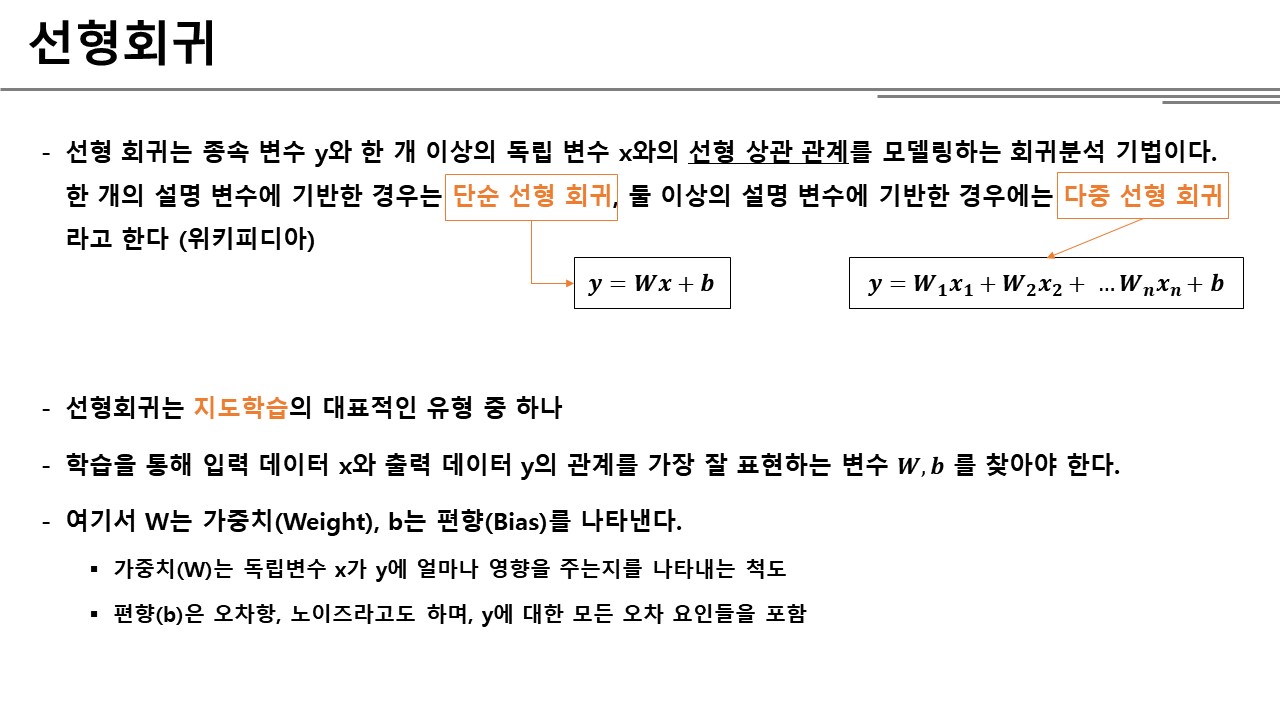 선형회귀
- 선형 회귀는 종속 변수 y와 한 개 이상의 독립 변수 x와의 선형 상관 관계를 모델링하는 회귀분석 기법이다.
한 개의 설명 변수에 기반한 경우는 단순 선형 회귀, 둘 이상의 설명 변수에 기반한 경우에는 다중 선형 회귀
라고 한다 (위키피디아)
y = Wx + b
y = W₁x₁ + W₂x₂ + ...Wₙxₙ + b
- 선형회귀는 지도학습의 대표적인 유형 중 하나
- 학습을 통해 입력 데이터 x와 출력 데이터 y의 관계를 가장 잘 표현하는 변수 W, b 를 찾아야 한다.
- 여기서 W는 가중치(Weight), b는 편향(Bias)를 나타낸다.
▪ 가중치(W)는 독립변수 x가 y에 얼마나 영향을 주는지를 나타내는 척도
▪ 편향(b)은 오차항, 노이즈라고도 하며, y에 대한 모든 오차 요인들을 포함